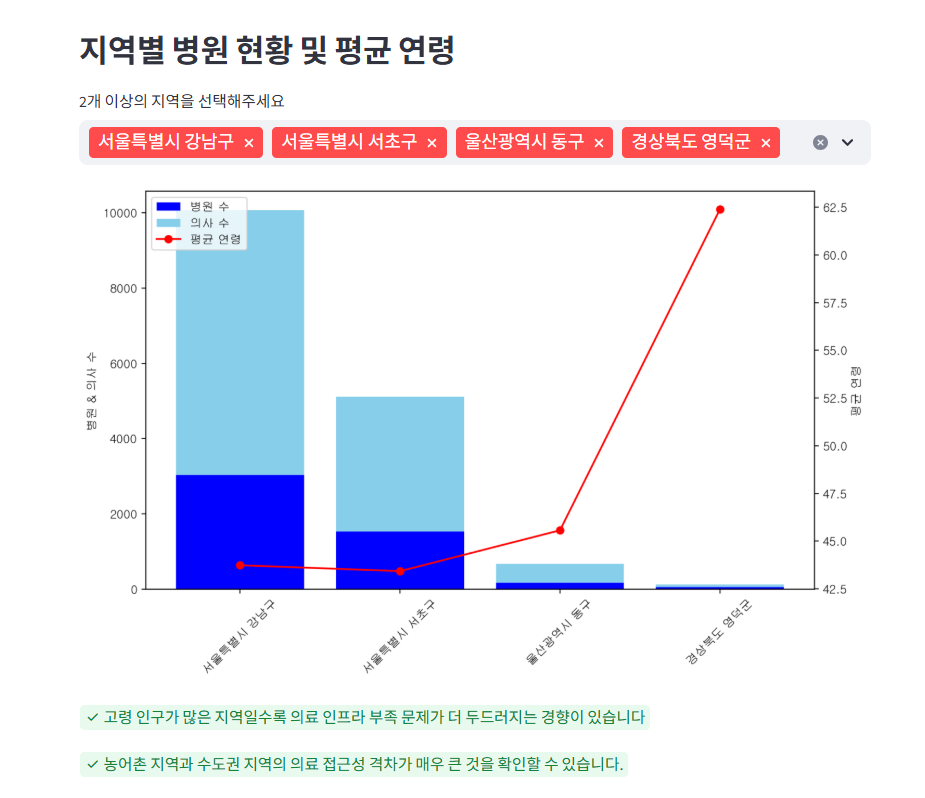 지역별 병원 현황 및 평균 연령
2개 이상의 지역을 선택해주세요
서울특별시 강남구 × 서울특별시 서초구 × 울산광역시 동구 × 경상북도 영덕군 ×
병원 수
의사 수
평균 연령
병원 & 의사 수
10000
8000
6000
4000
2000
0
62.5
60.0
57.5
55.0
52.5
50.0
47.5
45.0
42.5
평균 연령
서울특별시 강남구
서울특별시 서초구
울산광역시 동구
경상북도 영덕군
✓ 고령 인구가 많은 지역일수록 의료 인프라 부족 문제가 더 두드러지는 경향이 있습니다
✓ 농어촌 지역과 수도권 지역의 의료 접근성 격차가 매우 큰 것을 확인할 수 있습니다.